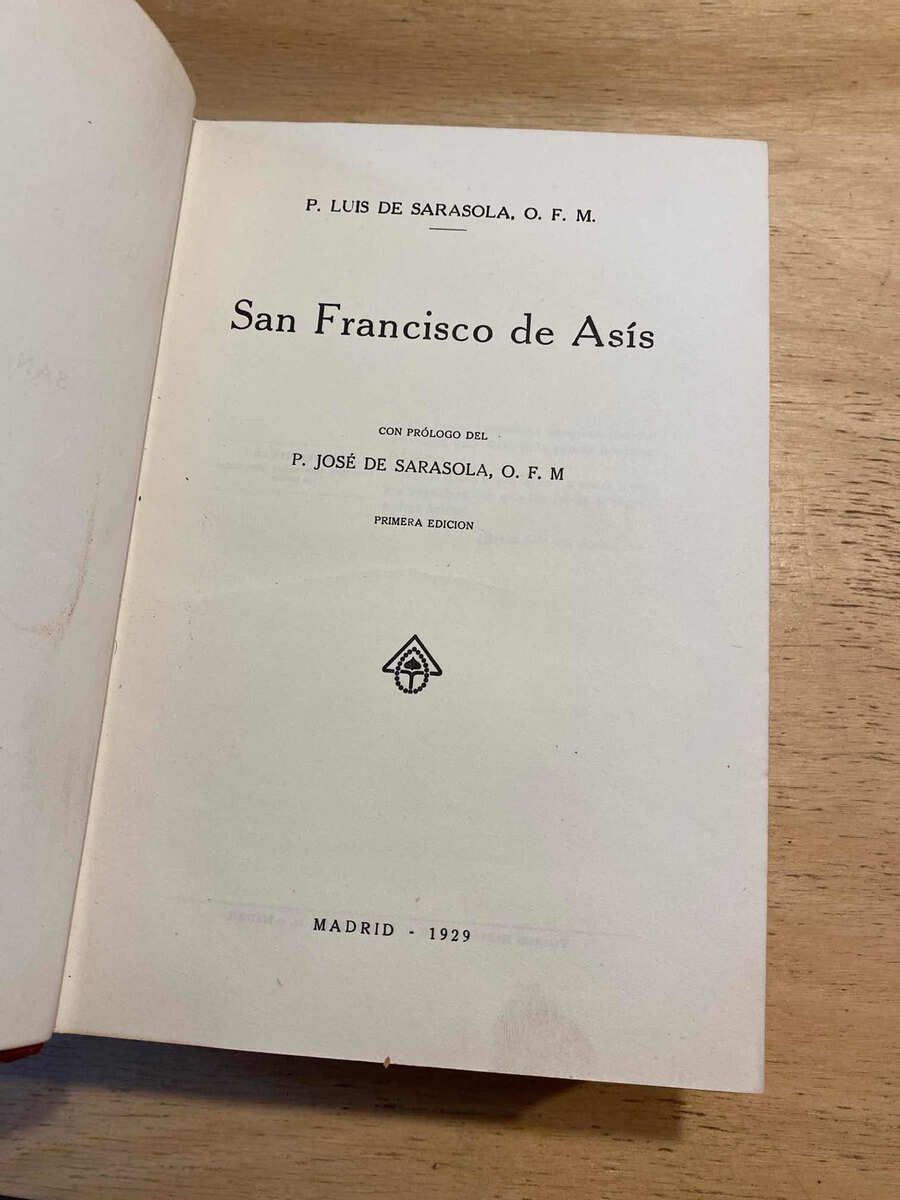 P. LUIS DE SARASOLA, O. F. M.
San Francisco de Asís
CON PRÓLOGO DEL
P. JOSÉ DE SARASOLA, O. F. M
PRIMERA EDICION
MADRID - 1929